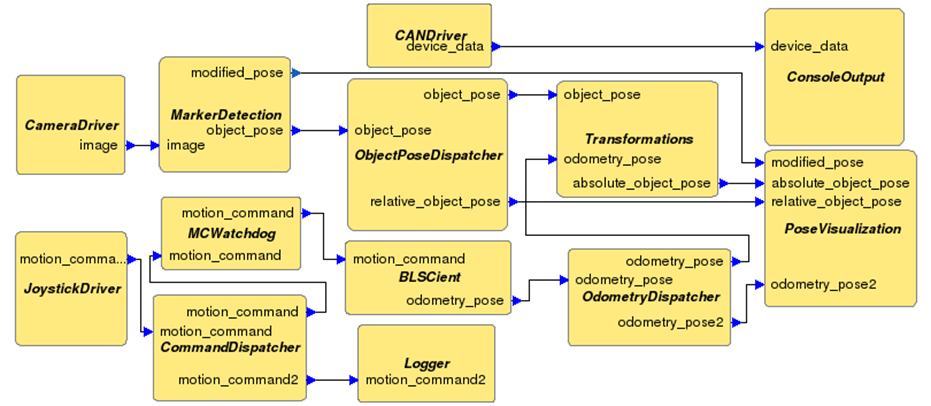 CANDriver
device_data
device_data
ConsoleOutput
modified_pose
MarkerDetection
object_pose
image
CameraDriver
image
object_pose
object_pose
ObjectPoseDispatcher
relative_object_pose
object_pose
Transformations
odometry_pose
absolute_object_pose
modified_pose
absolute_object_pose
relative_object_pose
PoseVisualization
odometry_pose2
motion_command
MCWatchdog
motion_command
motion_comma...
JoystickDriver
motion_command
BLSCient
odometry_pose
odometry_pose
odometry_pose
OdometryDispatcher
odometry_pose2
motion_command
motion_command
CommandDispatcher
motion_command2
Logger
motion_command2